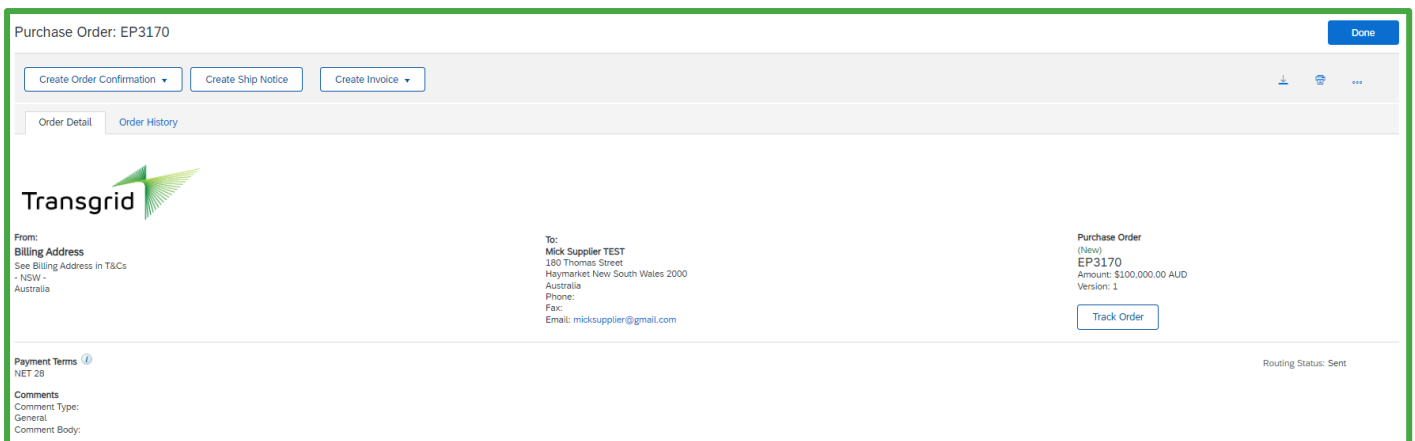 Purchase Order: EP3170
Done
Create Order Confirmation
Create Ship Notice
Create Invoice
Order Detail
Order History
Transgrid
From:
Billing Address
See Billing Address in T&Cs
- NSW -
Australia
To:
Mick Supplier TEST
180 Thomas Street
Haymarket New South Wales 2000
Australia
Phone:
Fax:
Email: micksupplier@gmail.com
Purchase Order
(New)
EP3170
Amount: $100,000.00 AUD
Version: 1
Track Order
Payment Terms
NET 28
Routing Status: Sent
Comments
Comment Type:
General
Comment Body: